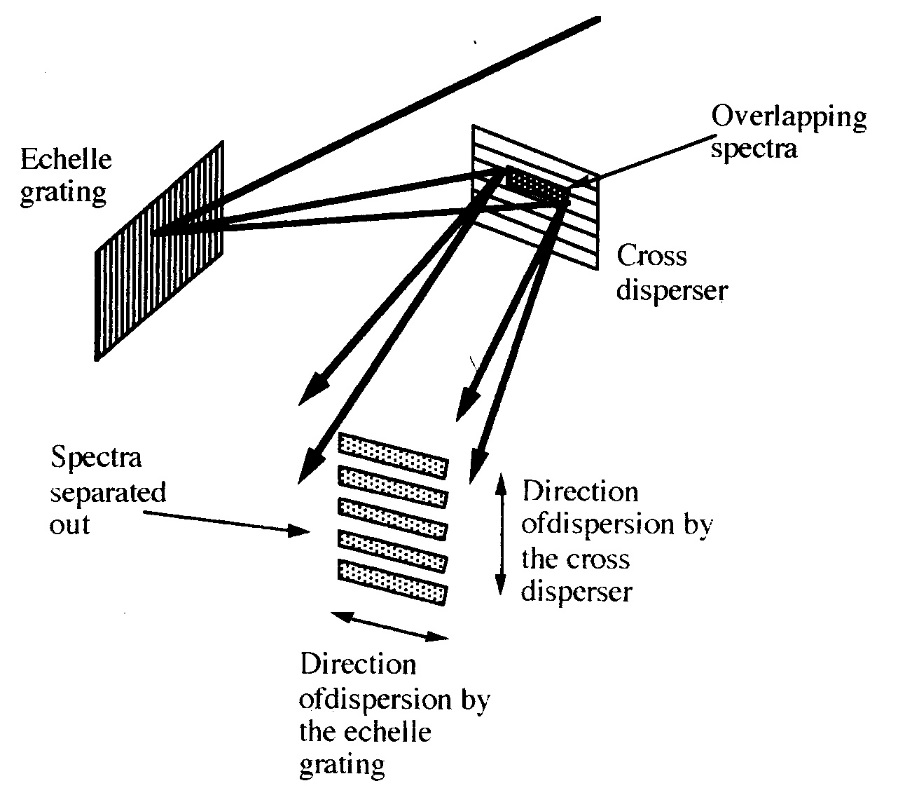 Overlapping
spectra
Echelle
grating
Cross
disperser
Spectra
separated
out
Direction
ofdispersion by
the cross
disperser
Direction
ofdispersion by
the echelle
grating